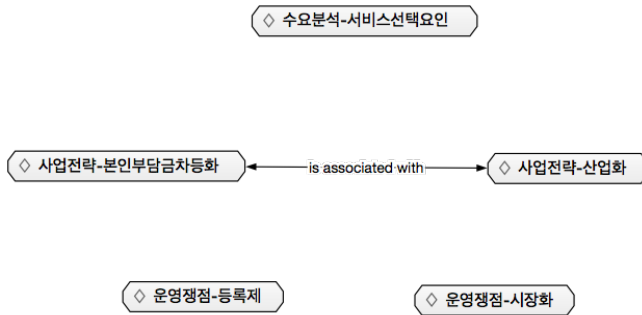 수요분석-서비스선택요인
사업전략-본인부담금차등화
is associated with
사업전략-산업화
운영쟁점-등록제
운영쟁점-시장화